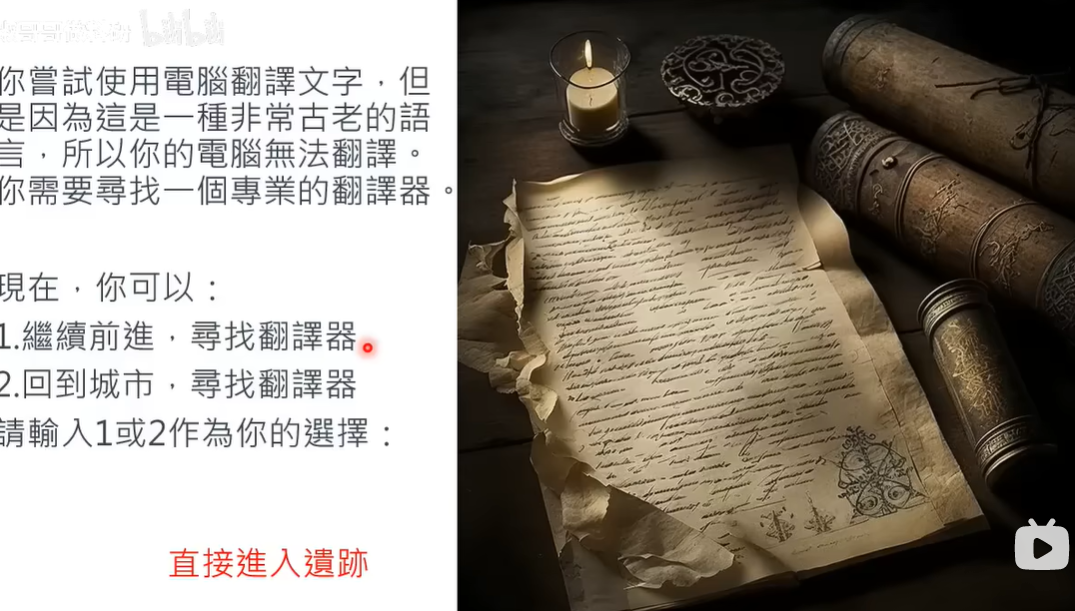 bilibili
你嘗試使用電腦翻譯文字，但
是因為這是一種非常古老的語
言，所以你的電腦無法翻譯。
你需要尋找一個專業的翻譯器。
現在，你可以：
1.繼續前進，尋找翻譯器
2.回到城市，尋找翻譯器
請輸入1或2作為你的選擇：
直接進入遺跡